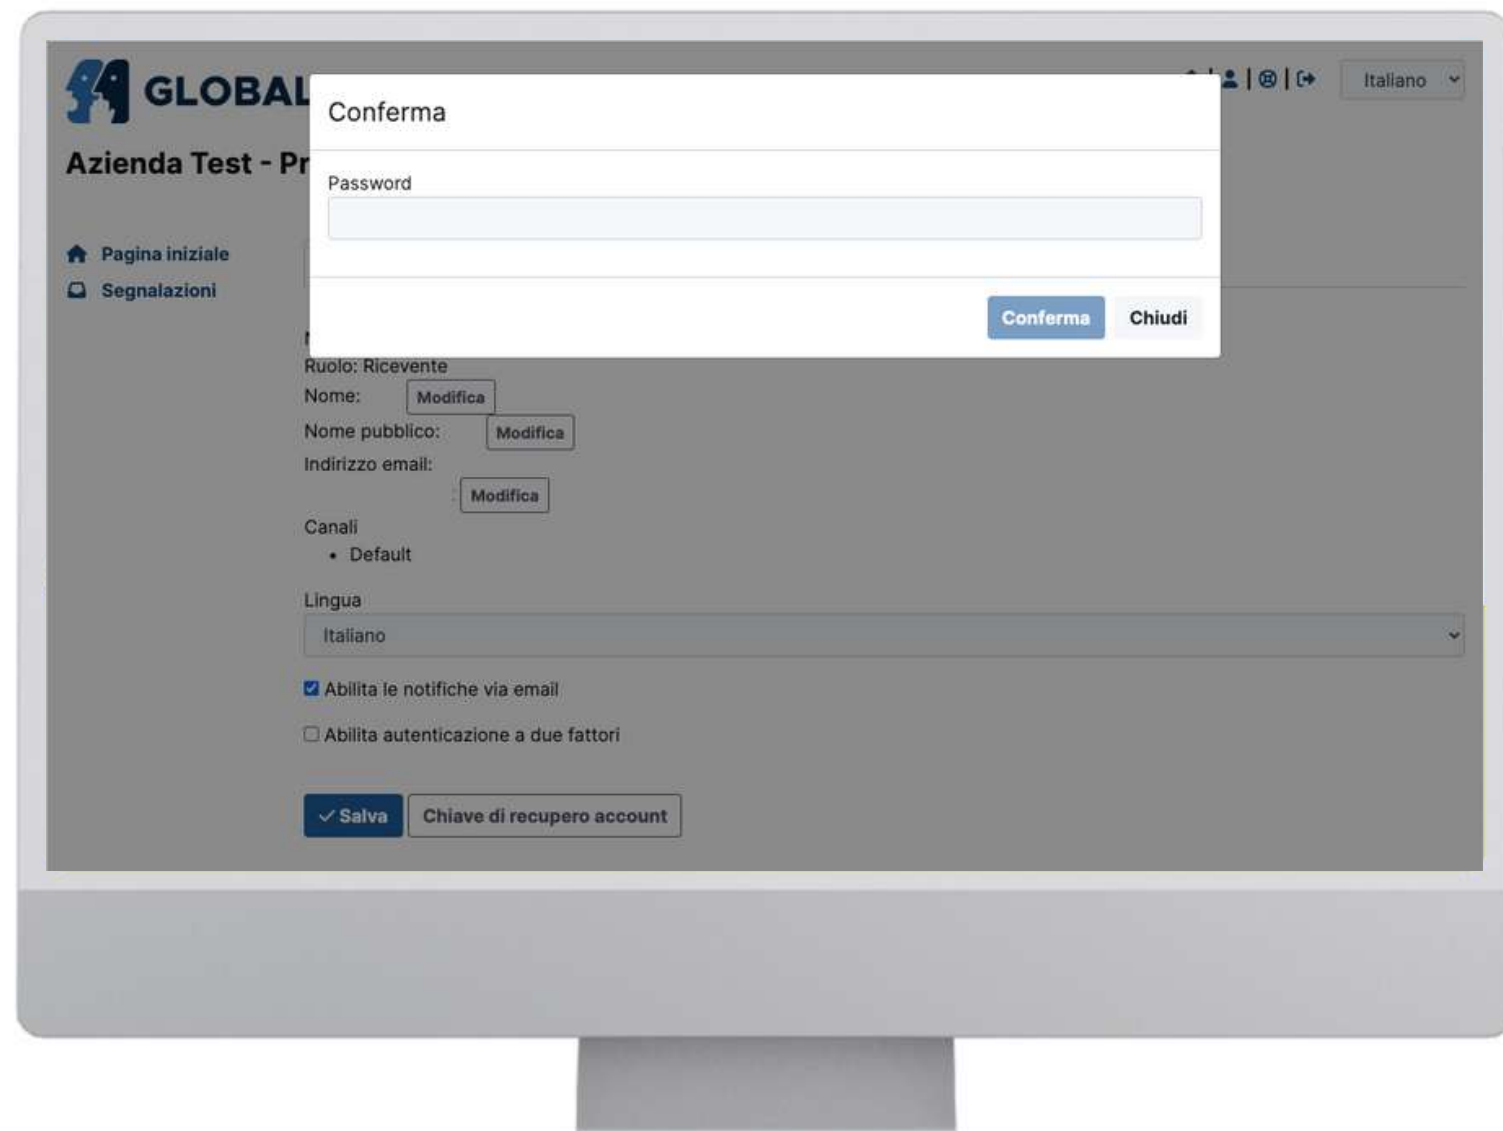 GLOBAL
Italiano
Azienda Test - Pr
Conferma
Password
Conferma Chiudi
Pagina iniziale
Segnalazioni
Ruolo: Ricevente
Nome: Modifica
Nome pubblico: Modifica
Indirizzo email:
: Modifica
Canali
• Default
Lingua
Italiano
Abilita le notifiche via email
Abilita autenticazione a due fattori
Salva Chiave di recupero account